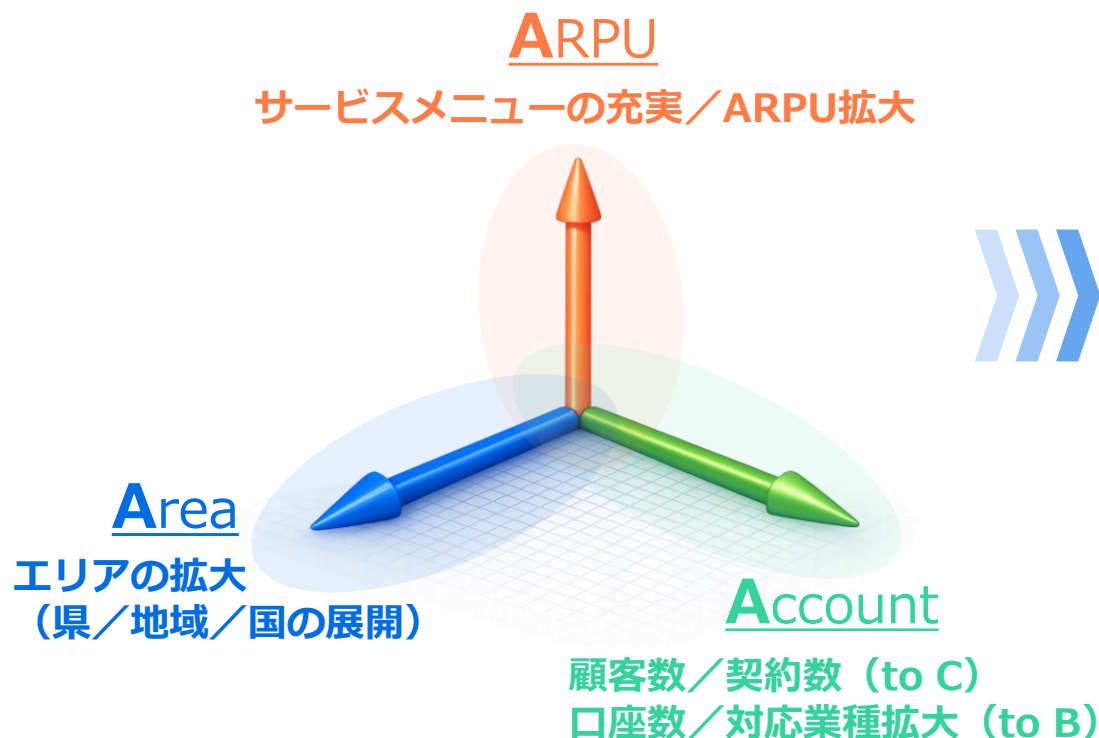 ARPU
サービスメニューの充実／ARPU拡大
Area
エリアの拡大
（県／地域／国の展開）
Account
顧客数／契約数（to C）
口座数／対応業種拡大（to B）